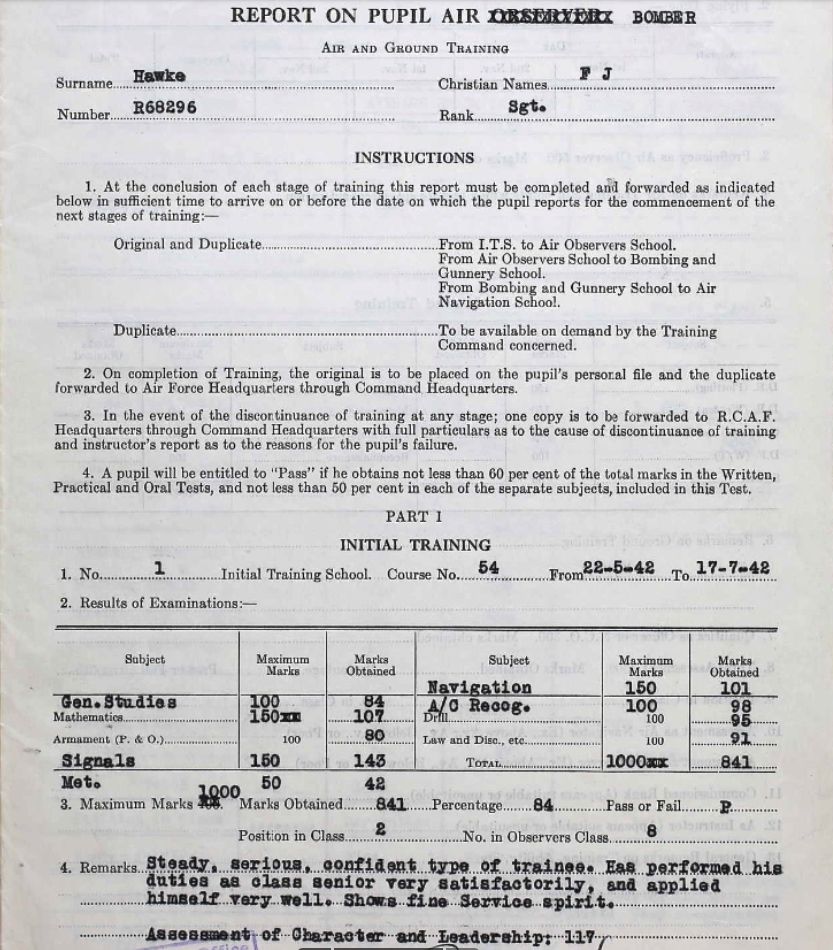 REPORT ON PUPIL AIR OBSERVER BOMBER
AIR AND GROUND TRAINING
Surname Hawke Christian Names F J
Number R68296 Rank Sgt.
INSTRUCTIONS
1. At the conclusion of each stage of training this report must be completed and forwarded as indicated
below in sufficient time to arrive on or before the date on which the pupil reports for the commencement of the
next stages of training:—
Original and Duplicate From I.T.S. to Air Observers School.
From Air Observers School to Bombing and
Gunnery School.
From Bombing and Gunnery School to Air
Navigation School.
Duplicate To be available on demand by the Training
Command concerned.
2. On completion of Training, the original is to be placed on the pupil's personal file and the duplicate
forwarded to Air Force Headquarters through Command Headquarters.
3. In the event of the discontinuance of training at any stage; one copy is to be forwarded to R.C.A.F.
Headquarters through Command Headquarters with full particulars as to the cause of discontinuance of training
and instructor's report as to the reasons for the pupil's failure.
4. A pupil will be entitled to "Pass" if he obtains not less than 60 per cent of the total marks in the Written,
Practical and Oral Tests, and not less than 50 per cent in each of the separate subjects, included in this Test.
PART I
INITIAL TRAINING
1. No. 1 Initial Training School. Course No. 54 From 22-5-42 To 17-7-42
2. Results of Examinations:—
Subject Maximum Marks Marks Obtained Subject Maximum Marks Marks Obtained
Navigation 150 101
Gen.Studies 100 84 A/C Recog. 100 98
Mathematics 150xx 107 Drill 100 95
Armament (P. & O.) 100 80 Law and Disc., etc. 100 91
Signals 150 143 TOTAL 1000xx 841
Met. 50 42
3. Maximum Marks 1000 Marks Obtained 841 Percentage 84 Pass or Fail P
Position in Class 2 No. in Observers Class 8
4. Remarks Steady, serious, confident type of trainee. Has performed his
duties as class senior very satisfactorily, and applied
himself very well. Shows fine Service spirit.
Assessment of Character and Leadership: 117